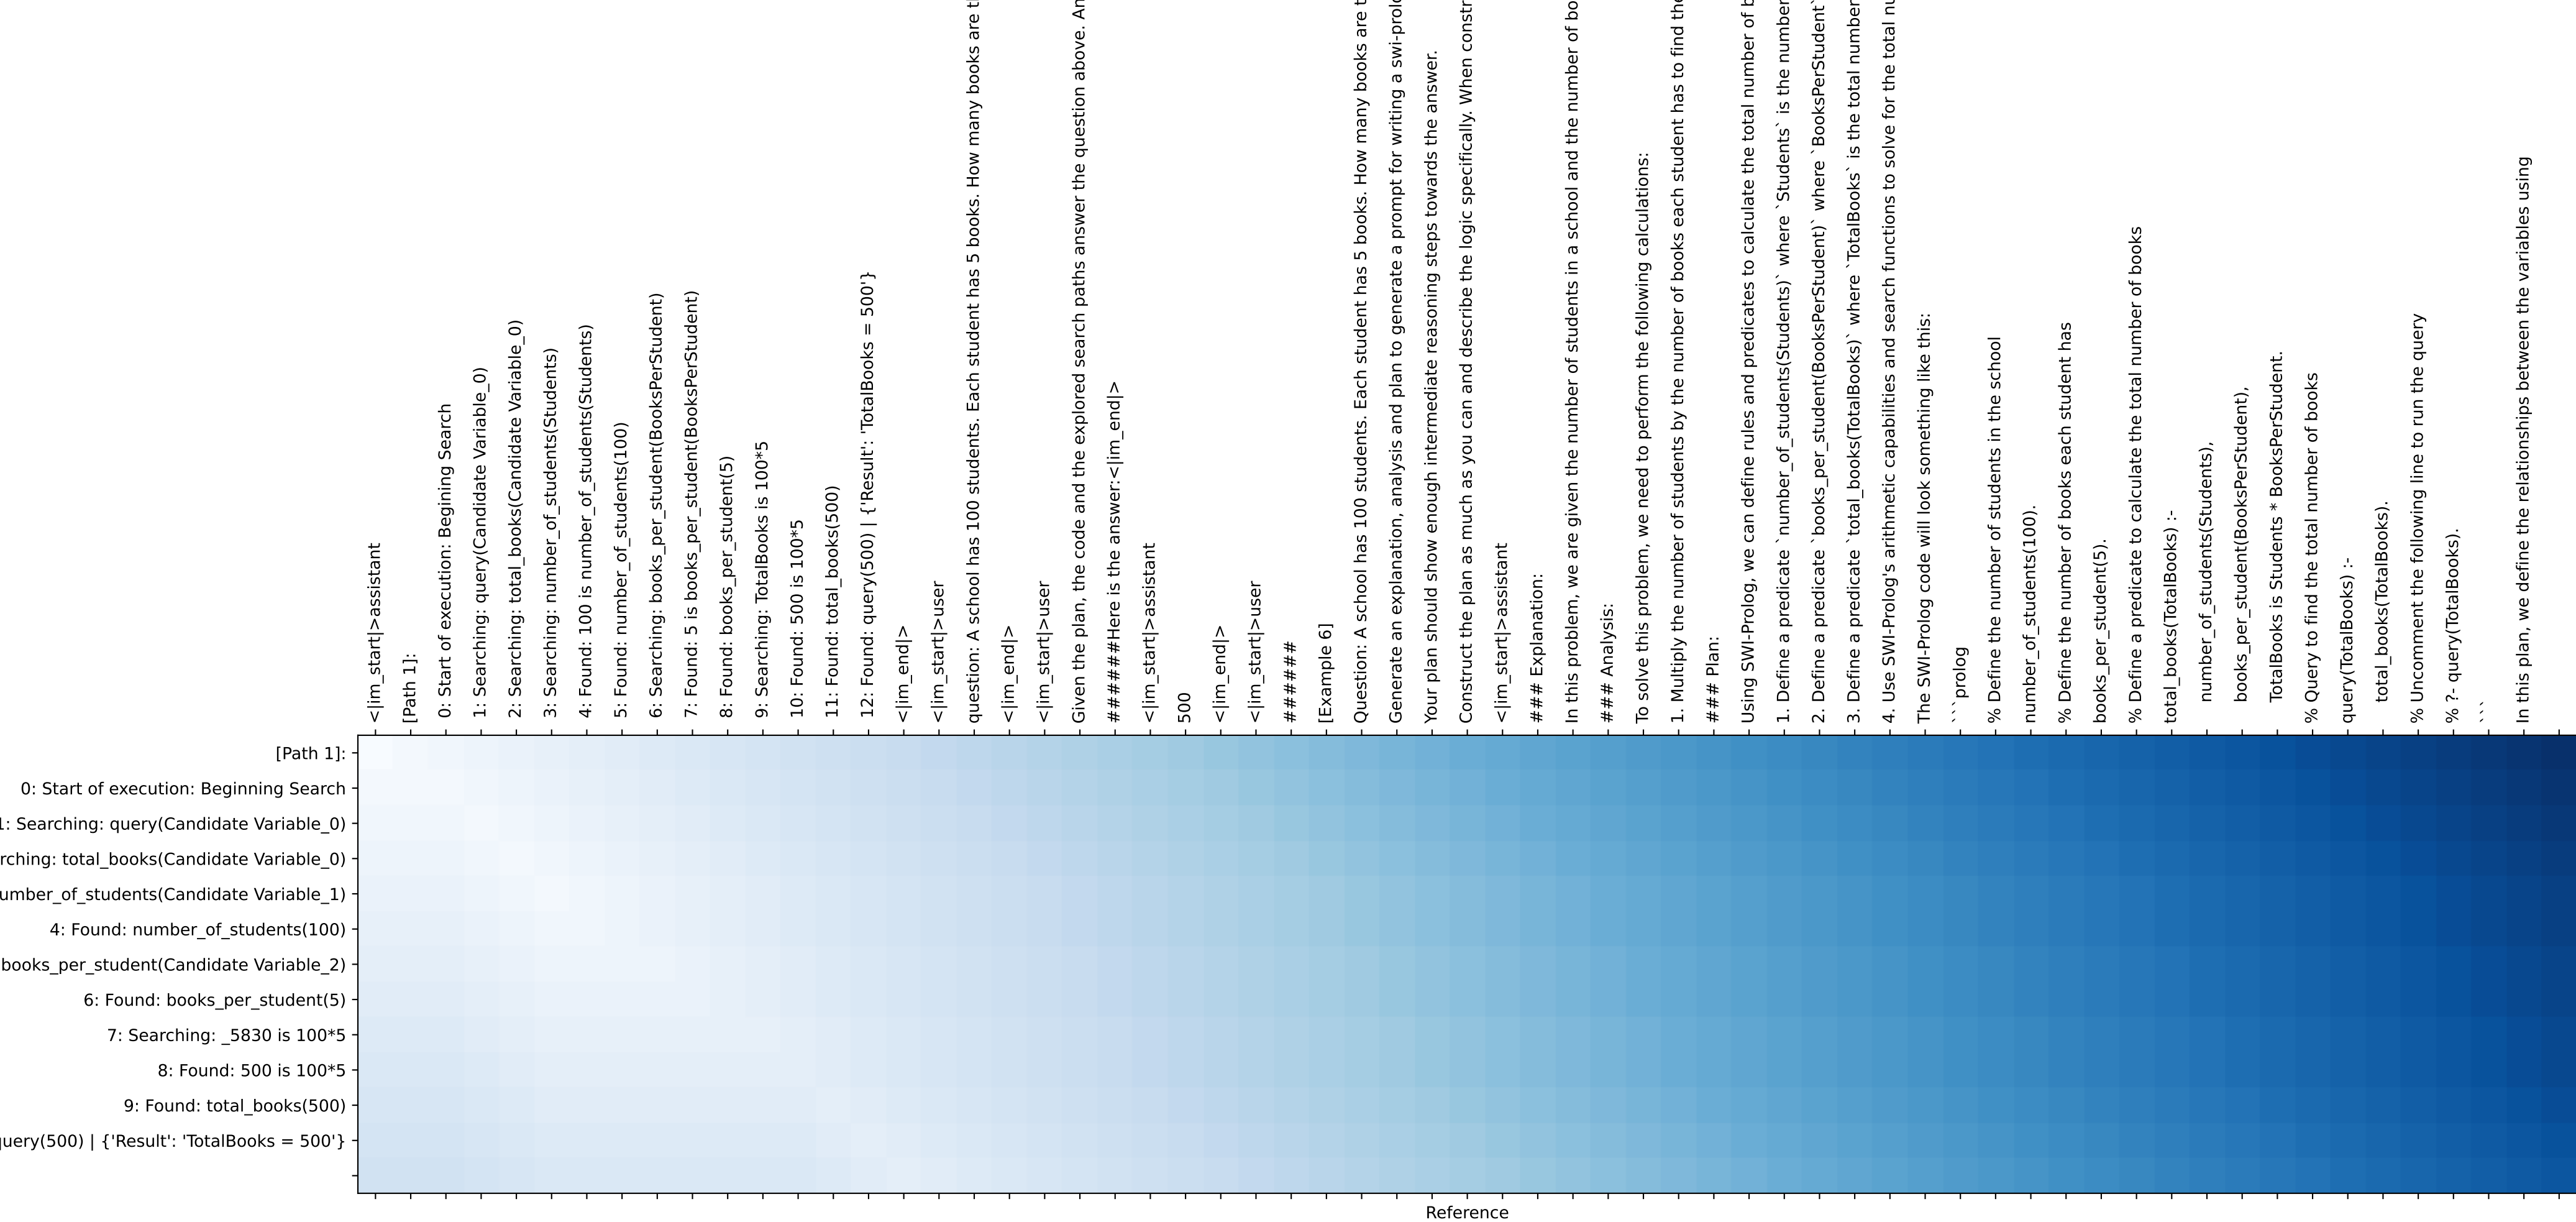 <|im_start|>assistant
[Path 1]:
0: Start of execution: Begining Search
1: Searching: query(Candidate Variable_0)
2: Searching: total_books(Candidate Variable_0)
3: Searching: number_of_students(Students)
4: Found: 100 is number_of_students(Students)
5: Found: number_of_students(100)
6: Searching: books_per_student(BooksPerStudent)
7: Found: 5 is books_per_student(BooksPerStudent)
8: Found: books_per_student(5)
9: Searching: TotalBooks is 100*5
10: Found: 500 is 100*5
11: Found: total_books(500)
12: Found: query(500) | {'Result': 'TotalBooks = 500'}
<|im_end|>
<|im_start|>user
question: A school has 100 students. Each student has 5 books. How many books are
<|im_end|>
<|im_start|>user
Given the plan, the code and the explored search paths answer the question above.
#######Here is the answer:<|im_end|>
<|im_start|>assistant
500
<|im_end|>
<|im_start|>user
#######
[Example 6]
Question: A school has 100 students. Each student has 5 books. How many books are
Generate an explanation, analysis and plan to generate a prompt for writing a
Your plan should show enough intermediate reasoning steps towards the answer.
Construct the plan as much as you can and describe the logic specifically. When
<|im_start|>assistant
### Explanation:
In this problem, we are given the number of students in a school and the number of
### Analysis:
To solve this problem, we need to perform the following calculations:
1. Multiply the number of students by the number of books each student has to find
### Plan:
Using SWI-Prolog, we can define rules and predicates to calculate the total number of
1. Define a predicate `number_of_students(Students)` where `Students` is the number
2. Define a predicate `books_per_student(BooksPerStudent)` where `BooksPerStudent`
3. Define a predicate `total_books(TotalBooks)` where `TotalBooks` is the total number
4. Use SWI-Prolog's arithmetic capabilities and search functions to solve for the total
The SWI-Prolog code will look something like this:
```prolog
% Define the number of students in the school
number_of_students(100).
% Define the number of books each student has
books_per_student(5).
% Define a predicate to calculate the total number of books
total_books(TotalBooks) :-
number_of_students(Students),
books_per_student(BooksPerStudent),
TotalBooks is Students * BooksPerStudent.
% Query to find the total number of books
query(TotalBooks) :-
total_books(TotalBooks).
% Uncomment the following line to run the query
% ?- query(TotalBooks).
```
In this plan, we define the relationships between the variables using
[Path 1]:
0: Start of execution: Beginning Search
1: Searching: query(Candidate Variable_0)
total_books(Candidate Variable_0)
number_of_students(Candidate Variable_1)
4: Found: number_of_students(100)
books_per_student(Candidate Variable_2)
6: Found: books_per_student(5)
7: Searching: _5830 is 100*5
8: Found: 500 is 100*5
9: Found: total_books(500)
query(500) | {'Result': 'TotalBooks = 500'}
Reference